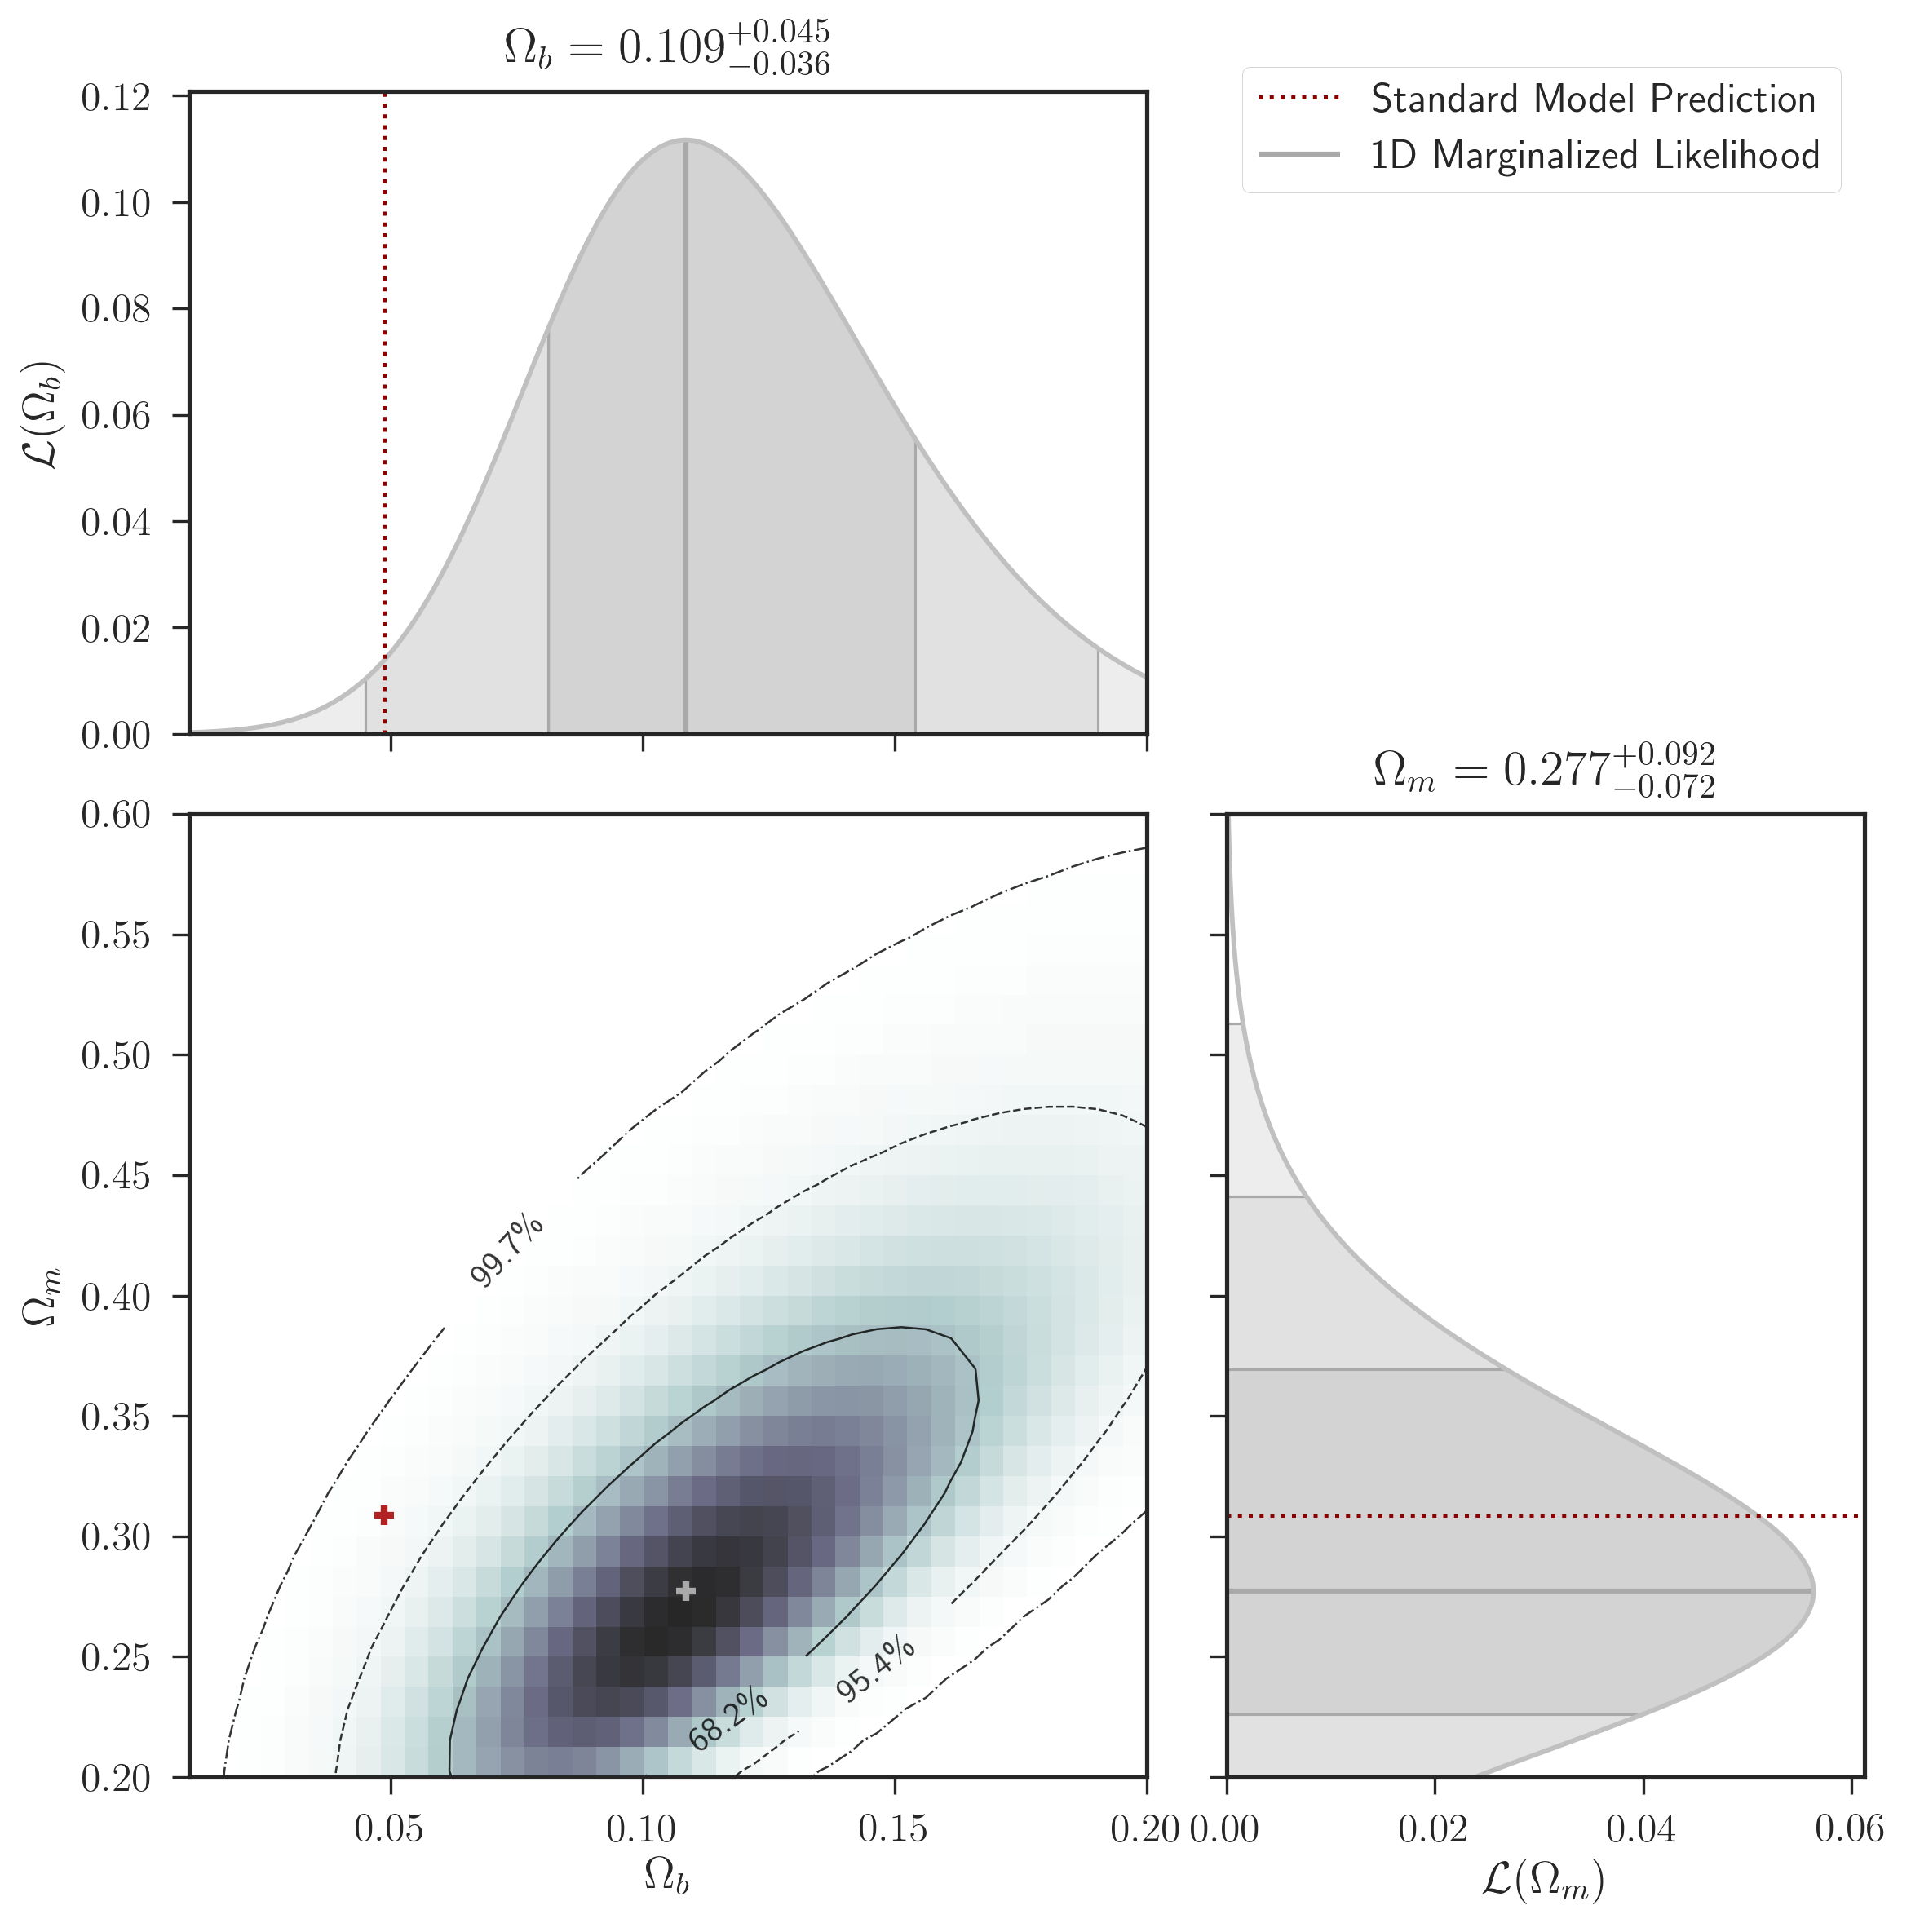 Ω_b = 0.109^{+0.045}_{-0.036}
Standard Model Prediction
1D Marginalized Likelihood
0.12
0.10
0.08
0.06
0.04
0.02
0.00
ℒ(Ω_b)
Ω_m = 0.277^{+0.092}_{-0.072}
0.60
0.55
0.50
0.45
0.40
0.35
0.30
0.25
0.20
Ω_m
99.7%
95.4%
68.2%
0.05 0.10 0.15 0.20
Ω_b
0.00 0.02 0.04 0.06
ℒ(Ω_m)